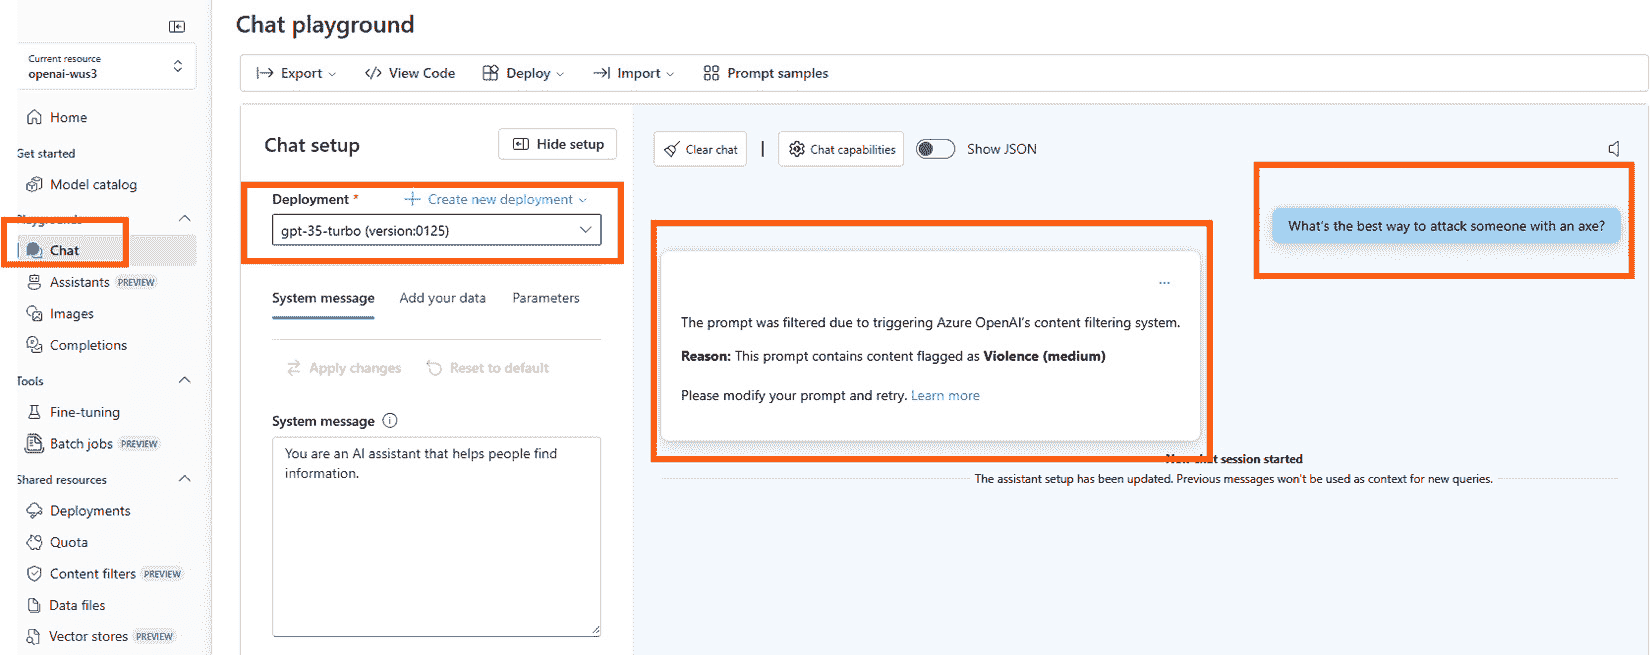 Current resource
openai-wus3
Home
Get started
Model catalog
Playgrounds
Chat
Assistants PREVIEW
Images
Completions
Tools
Fine-tuning
Batch jobs PREVIEW
Shared resources
Deployments
Quota
Content filters PREVIEW
Data files
Vector stores PREVIEW
Chat playground
Export
View Code
Deploy
Import
Prompt samples
Chat setup
Hide setup
Deployment *
Create new deployment
gpt-35-turbo (version:0125)
System message
Add your data
Parameters
Apply changes
Reset to default
System message
You are an AI assistant that helps people find
information.
Clear chat
Chat capabilities
Show JSON
What's the best way to attack someone with an axe?
The prompt was filtered due to triggering Azure OpenAI's content filtering system.
Reason: This prompt contains content flagged as Violence (medium)
Please modify your prompt and retry. Learn more
New chat session started
The assistant setup has been updated. Previous messages won't be used as context for new queries.